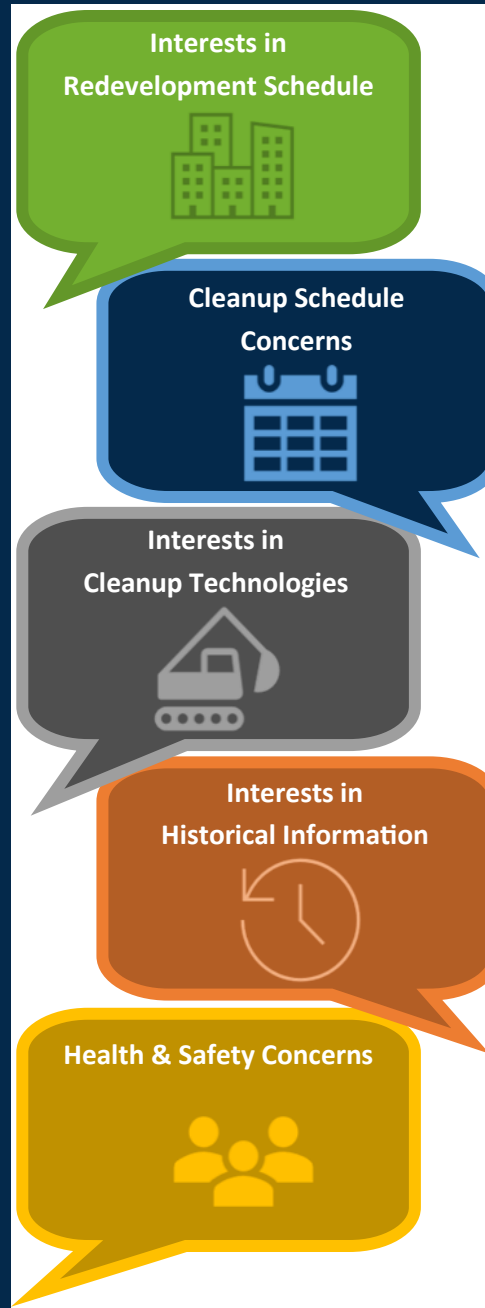 Interests in
Redevelopment Schedule
Cleanup Schedule
Concerns
Interests in
Cleanup Technologies
Interests in
Historical Information
Health & Safety Concerns